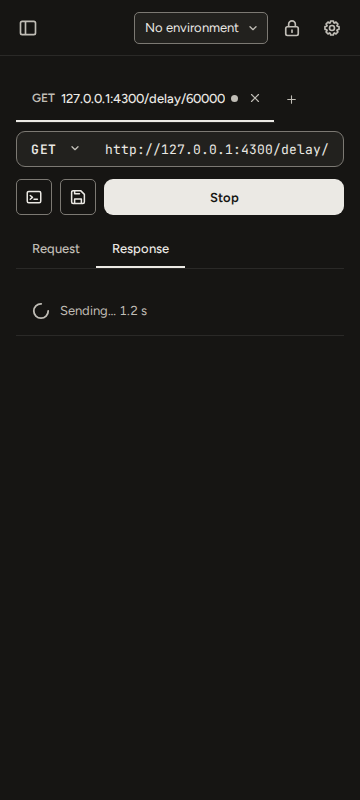 No environment
GET 127.0.0.1:4300/delay/60000
GET http://127.0.0.1:4300/delay/
Stop
Request Response
Sending... 1.2 s